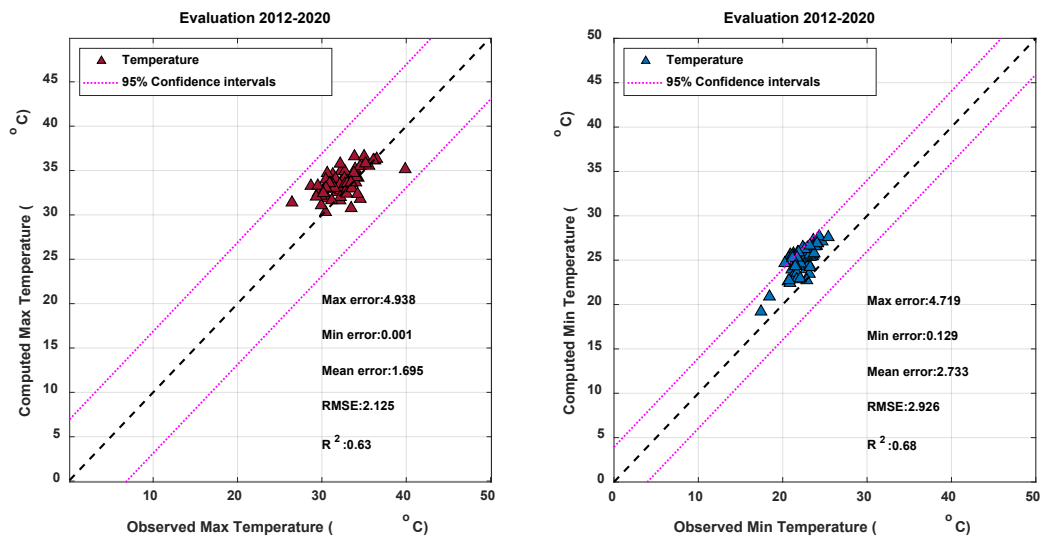 Evaluation 2012-2020
Temperature
95% Confidence intervals
Max error:4.938
Min error:0.001
Mean error:1.695
RMSE:2.125
R 2 :0.63
45
40
35
30
25
20
15
10
5
0
10
20
30
40
50
Computed Max Temperature ( o C)
Observed Max Temperature ( o C)
Evaluation 2012-2020
Temperature
95% Confidence intervals
Max error:4.719
Min error:0.129
Mean error:2.733
RMSE:2.926
R 2 :0.68
50
45
40
35
30
25
20
15
10
5
0
0
10
20
30
40
50
Computed Min Temperature ( o C)
Observed Min Temperature ( o C)